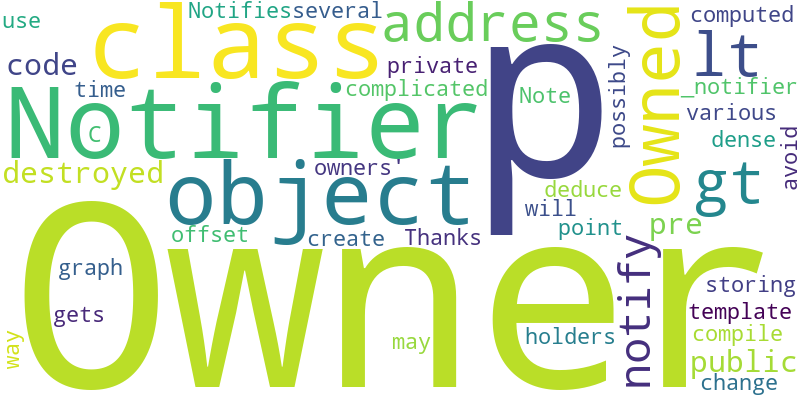 use
Notifies
several
class
address
computed
code
private
lt
time
complicated
Notifier
Note
possibly
Owned
_notifier
various
C
p
dense
avoid
owners'
destroyed
object
deduce
gt
will
offset
create
Thanks
point
pre
graph
Owner
notify
storing
gets
template
way
may
holders
compile
public
change